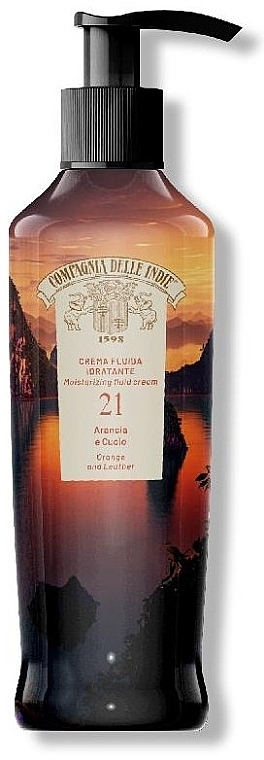 COMPAGNIA DELLE INDIE
1598
CREMA FLUIDA
IDRATANTE
Moisturizing fluid cream
21
Arancia
e Cuoio
Orange
and Leather